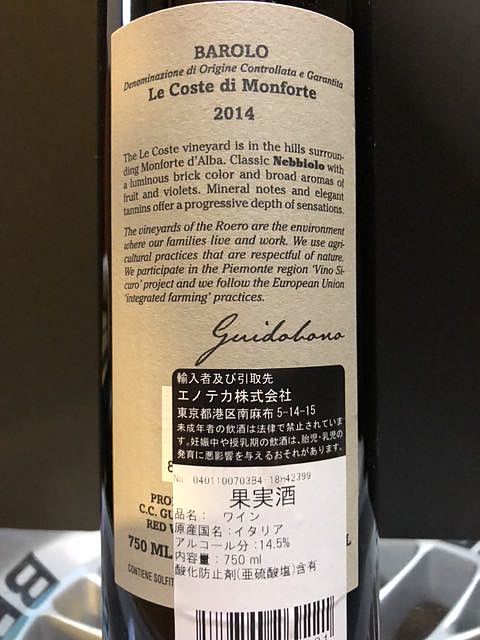 BAROLO
Denominazione di Origine Controllata e Garantita
Le Coste di Monforte
2014
The Le Coste vineyard is in the hills surroun-
ding Monforte d'Alba. Classic Nebbiolo with
a luminous brick color and broad aromas of
fruit and violets. Mineral notes and elegant
tannins offer a progressive depth of sensations.
The vineyards of the Roero are the environment
where our families live and work. We use agri-
cultural practices that are respectful of nature.
We participate in the Piemonte region 'Vino Si-
curo' project and we follow the European Union
'integrated farming' practices.
Guidobono
輸入者及び引取先
エノテカ株式会社
東京都港区南麻布 5-14-15
未成年者の飲酒は法律で禁止されていま
す。妊娠中や授乳期の飲酒は、胎児・乳児の
発育に悪影響を与えるおそれがあります。
No. 0401100703B4 18H42399
果実酒
品名： ワイン
原産国名：イタリア
アルコール分：14.5%
内容量：750 ml
酸化防止剤(亜硫酸塩)含有
8
PRO
C.C. GU
RED
750 ML
L
CONTIENE SOLFIT
BE